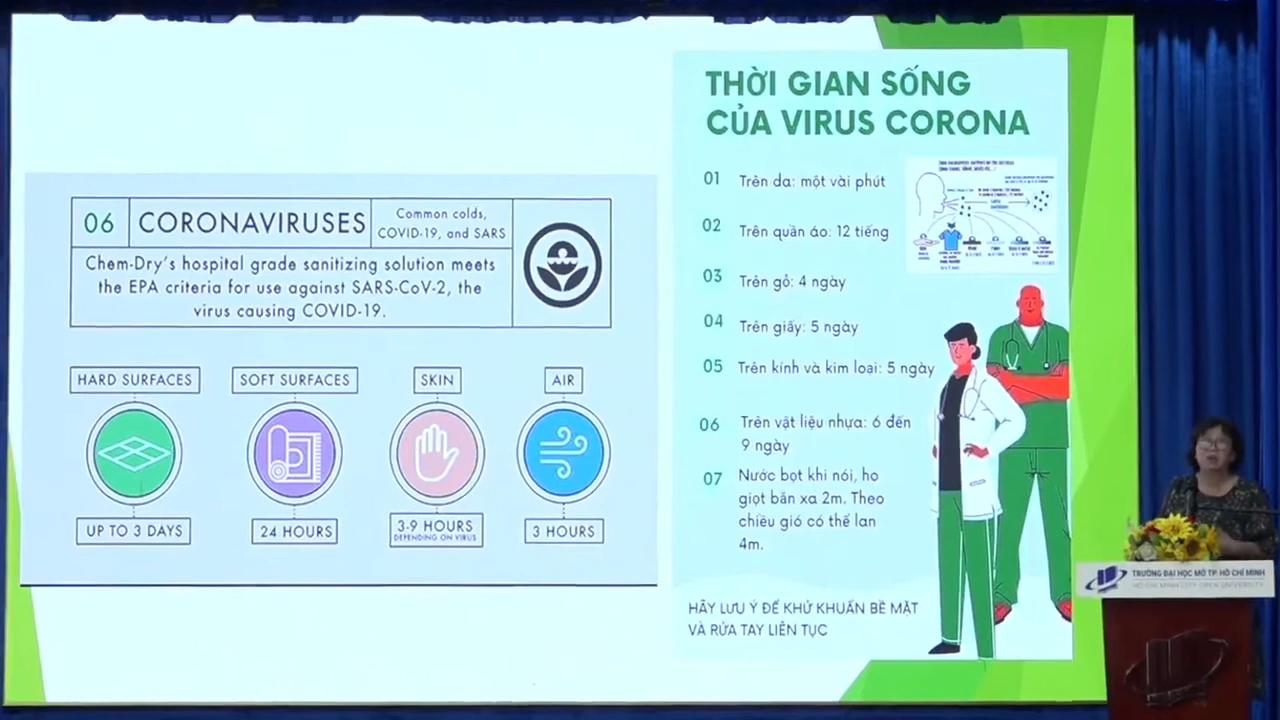 06
CORONAVIRUSES
Common colds,
COVID-19, and SARS
Chem-Dry's hospital grade sanitizing solution meets
the EPA criteria for use against SARS-CoV-2, the
virus causing COVID-19.
HARD SURFACES
SOFT SURFACES
SKIN
AIR
UP TO 3 DAYS
24 HOURS
3-9 HOURS
DEPENDING ON VIRUS
3 HOURS
THỜI GIAN SỐNG
CỦA VIRUS CORONA
01 Trên da: một vài phút
02 Trên quần áo: 12 tiếng
03 Trên gỗ: 4 ngày
04 Trên giấy: 5 ngày
05 Trên kính và kim loại: 5 ngày
06 Trên vật liệu nhựa: 6 đến
9 ngày
07 Nước bọt khi nói, ho
giọt bắn xa 2m. Theo
chiều gió có thể lan
4m.
HÃY LƯU Ý ĐỂ KHỬ KHUẨN BỀ MẶT
VÀ RỬA TAY LIÊN TỤC
TRƯỜNG ĐẠI HỌC MỞ TP. HỒ CHÍ MINH
HO CHI MINH CITY OPEN UNIVERSITY